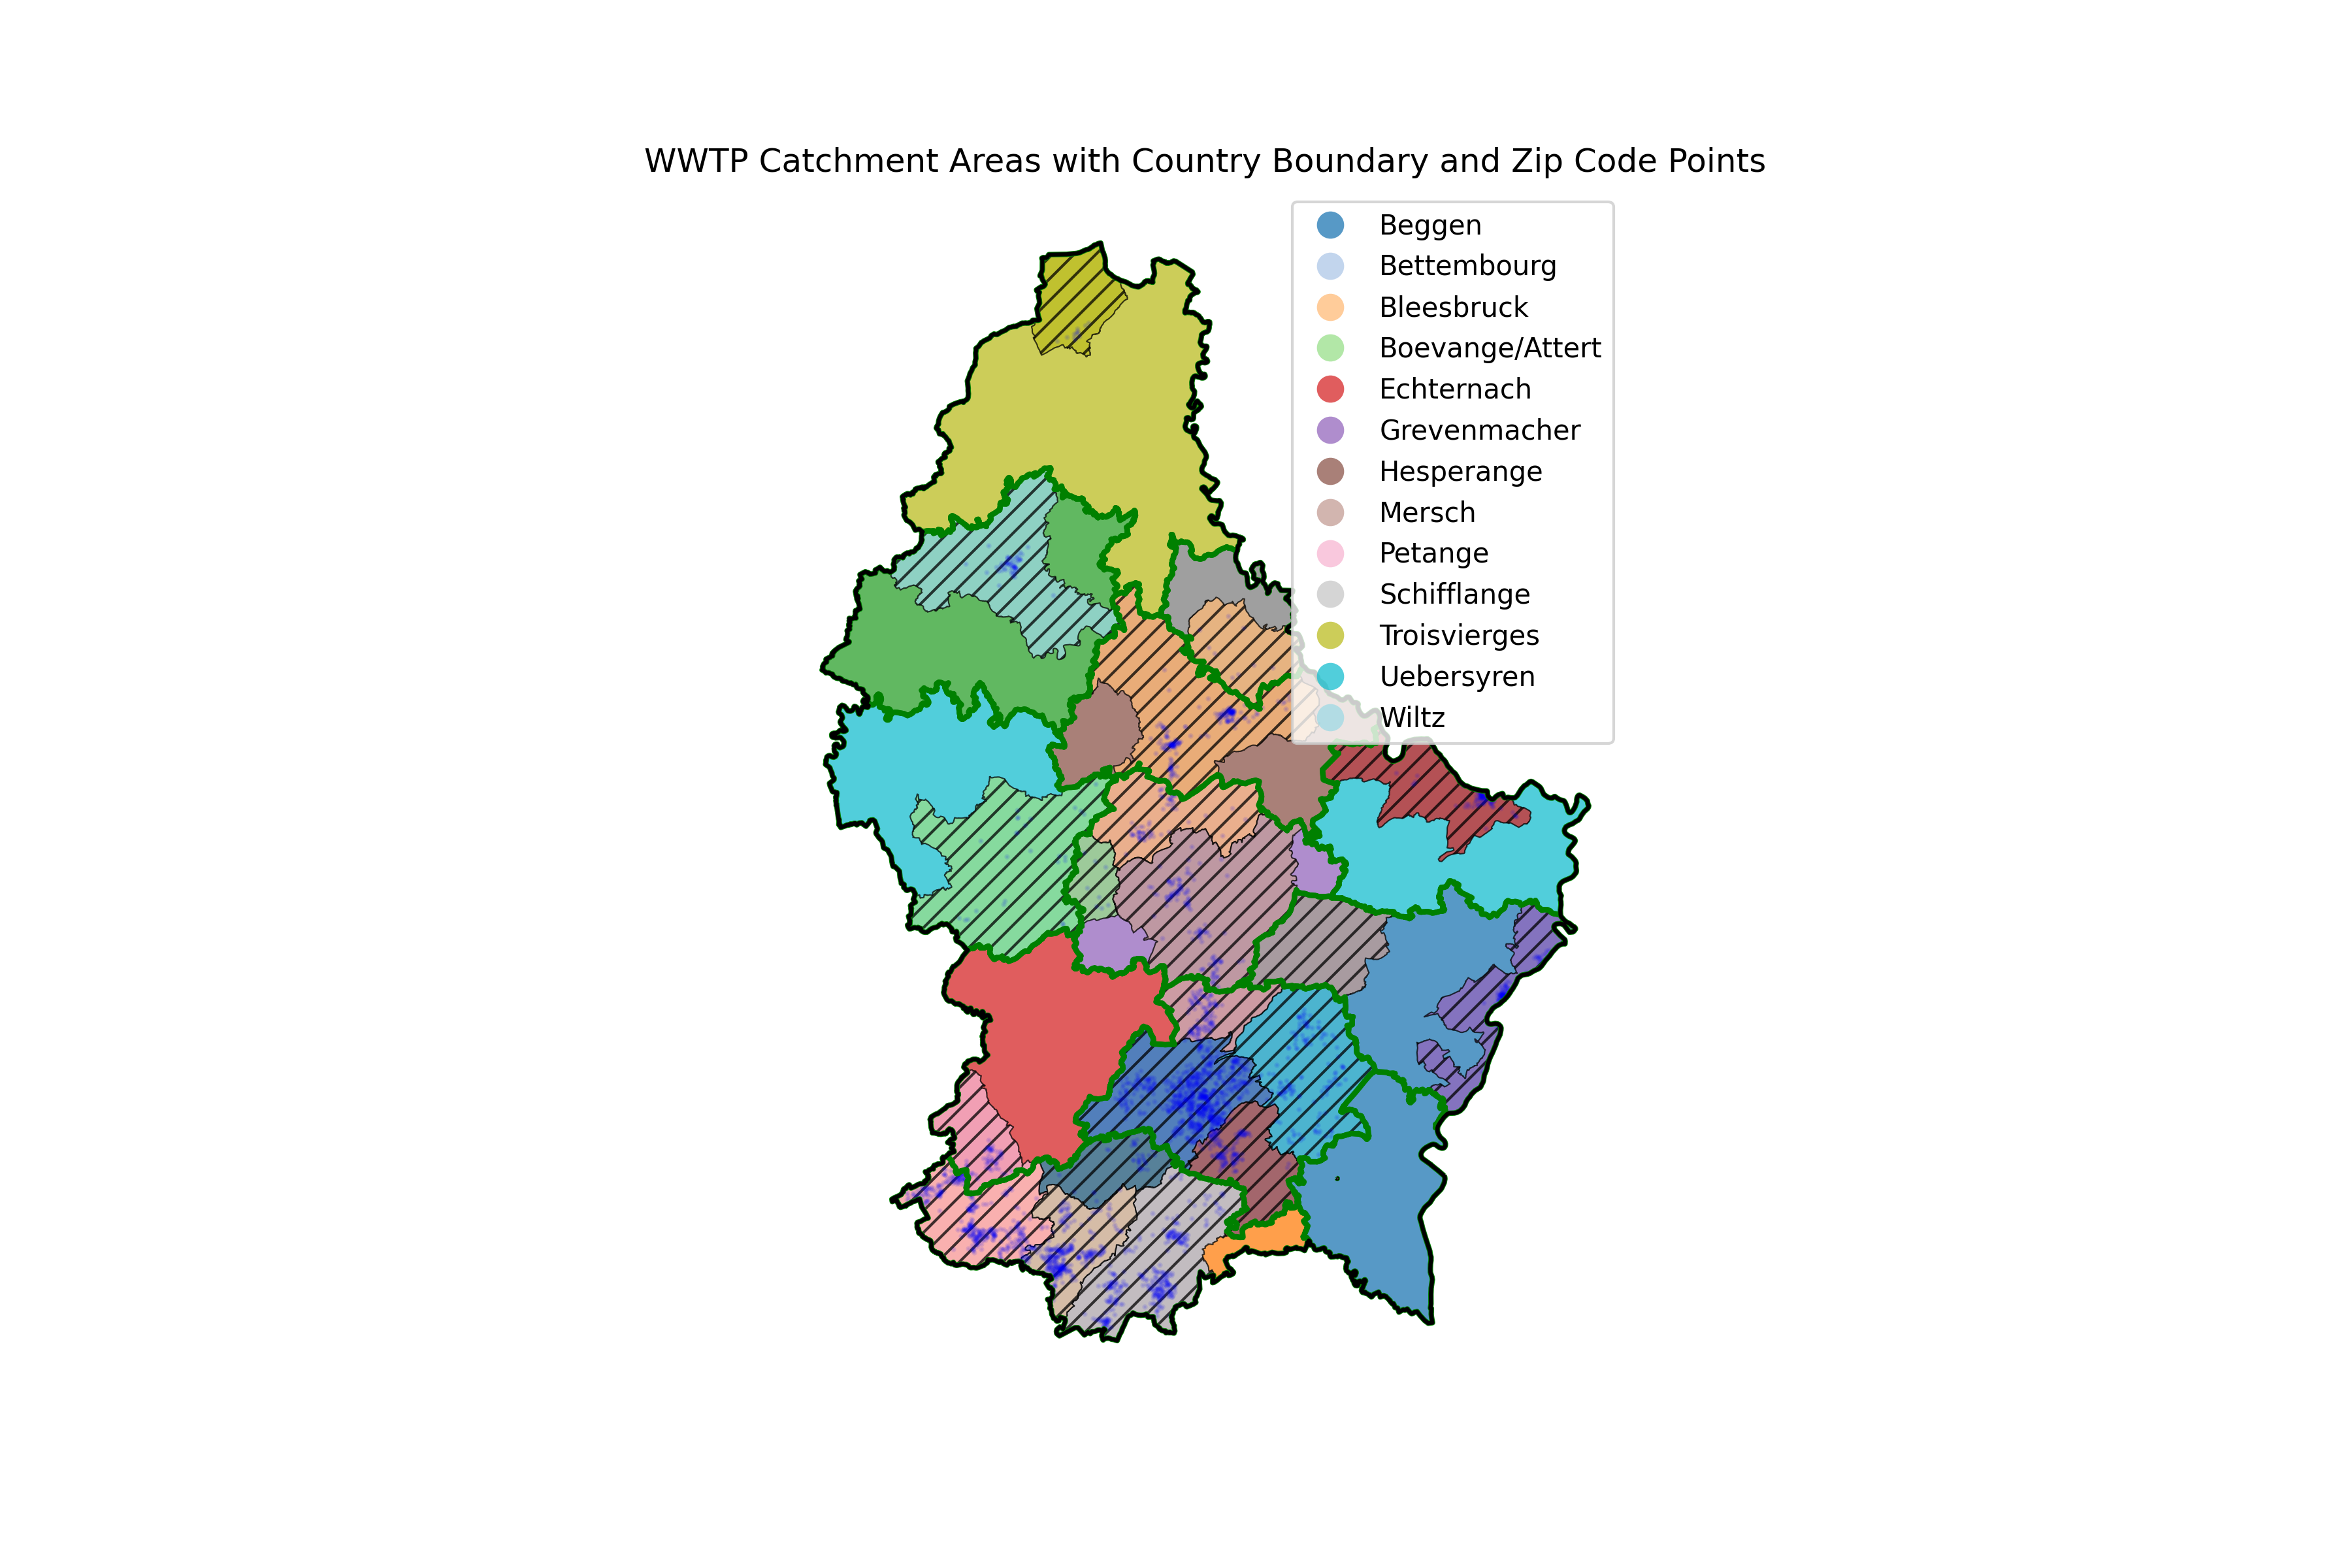 WWTP Catchment Areas with Country Boundary and Zip Code Points
Beggen
Bettembourg
Bleesbruck
Boevange/Attert
Echternach
Grevenmacher
Hesperange
Mersch
Petange
Schifflange
Troisvierges
Uebersyren
Wiltz